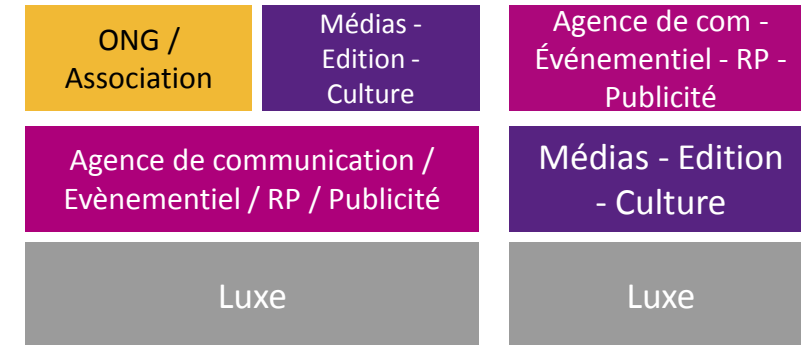 ONG /
Association
Médias -
Edition -
Culture
Agence de com -
Événementiel - RP -
Publicité
Agence de communication /
Evènementiel / RP / Publicité
Médias - Edition
- Culture
Luxe
Luxe